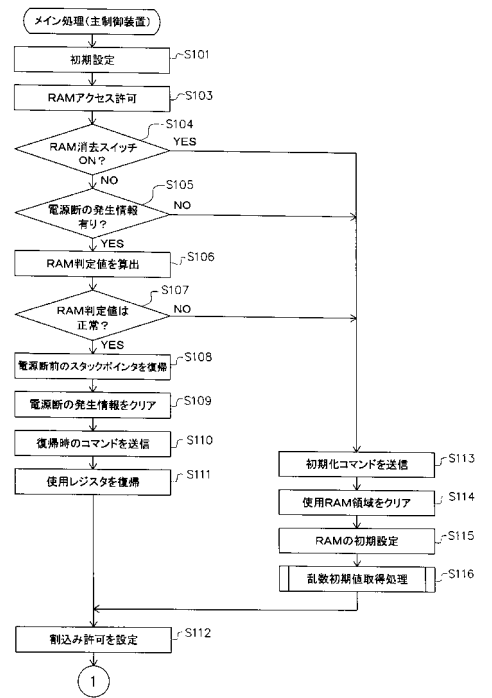 メイン処理(主制御装置)
初期設定
S101
RAMアクセス許可
S103
RAM消去スイッチ
ON?
S104
YES
NO
電源断の発生情報
有り?
S105
NO
YES
RAM判定値を算出
S106
RAM判定値は
正常?
S107
NO
YES
電源断前のスタックポインタを復帰
S108
電源断の発生情報をクリア
S109
復帰時のコマンドを送信
S110
使用レジスタを復帰
S111
初期化コマンドを送信
S113
使用RAM領域をクリア
S114
RAMの初期設定
S115
乱数初期値取得処理
S116
割込み許可を設定
S112
1